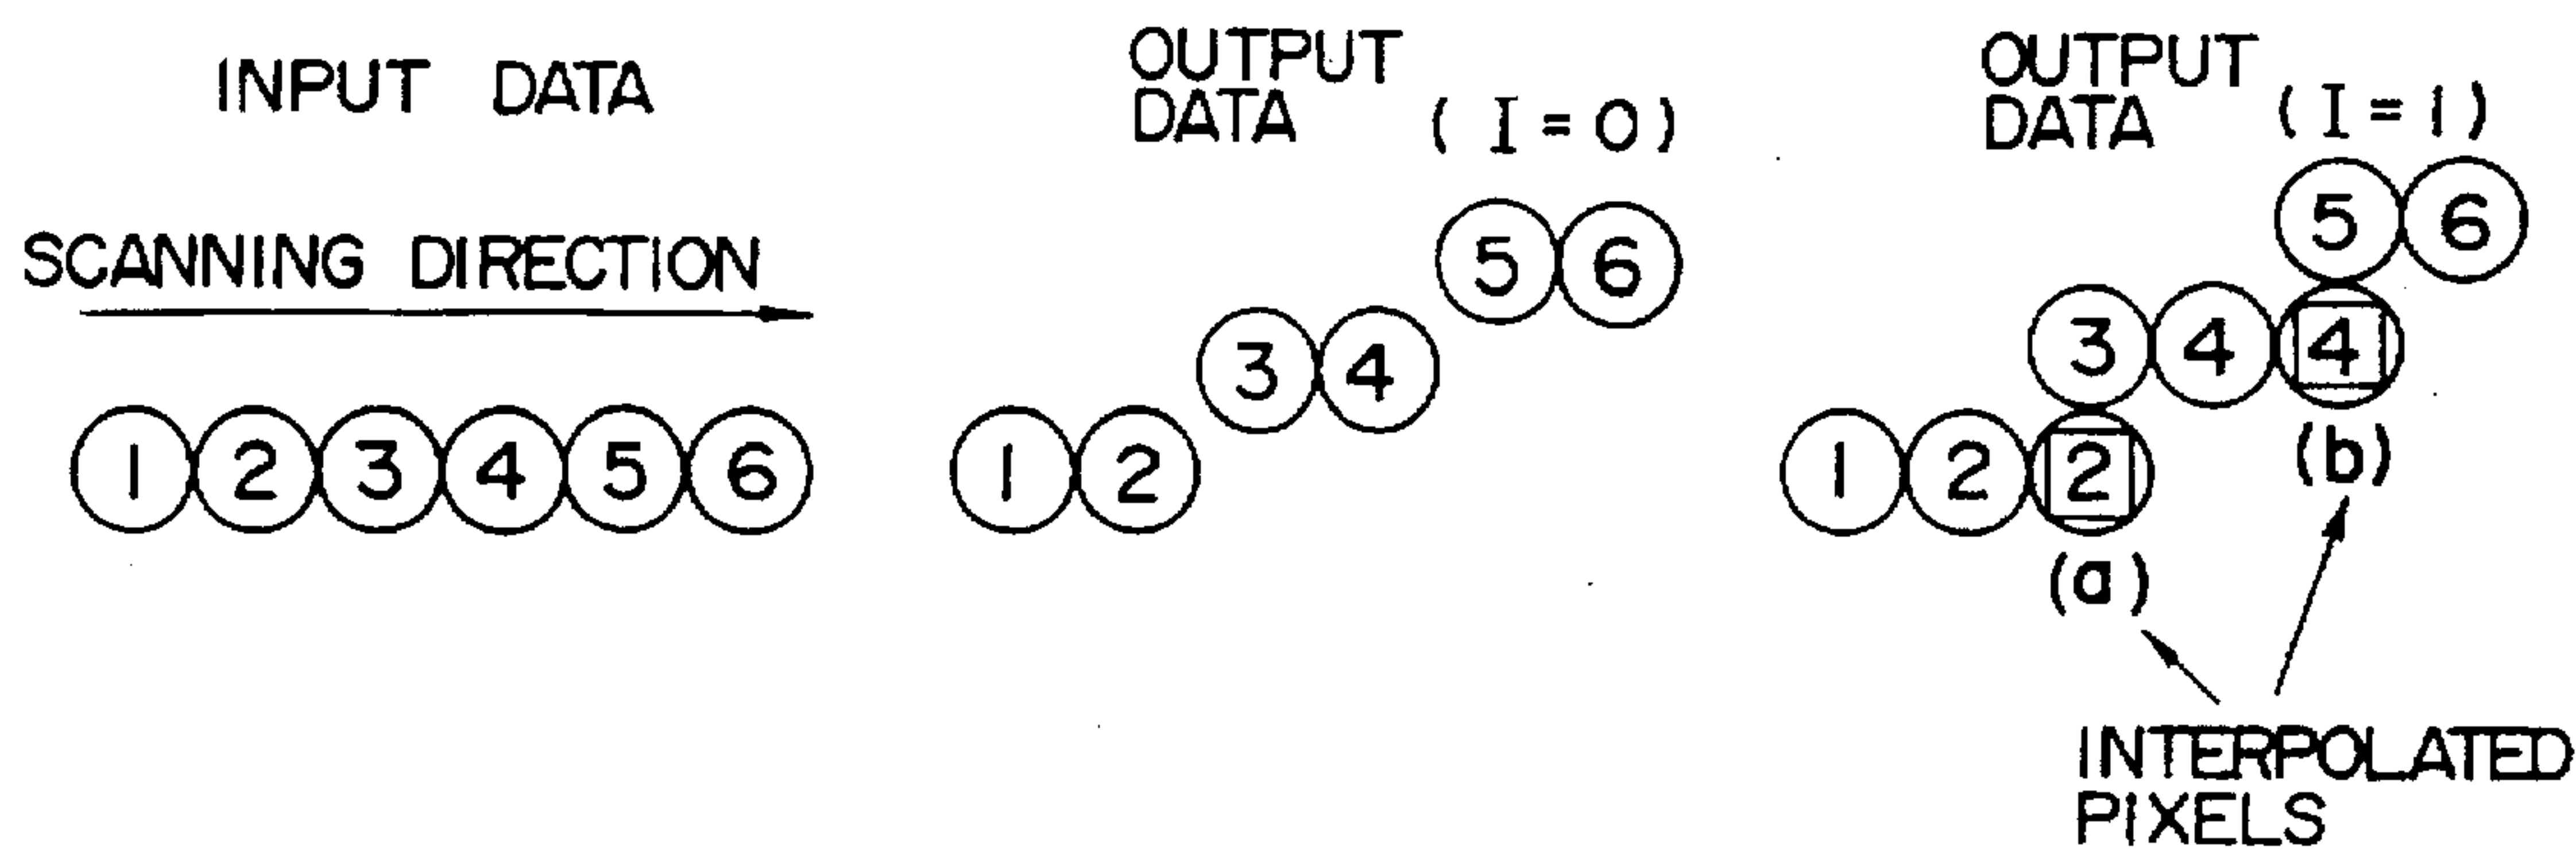 INPUT DATA
SCANNING DIRECTION
1 2 3 4 5 6
OUTPUT
DATA ( I = 0 )
5 6
3 4
1 2
OUTPUT
DATA ( I = 1 )
5 6
3 4 4
(b)
1 2 2
(a)
INTERPOLATED
PIXELS